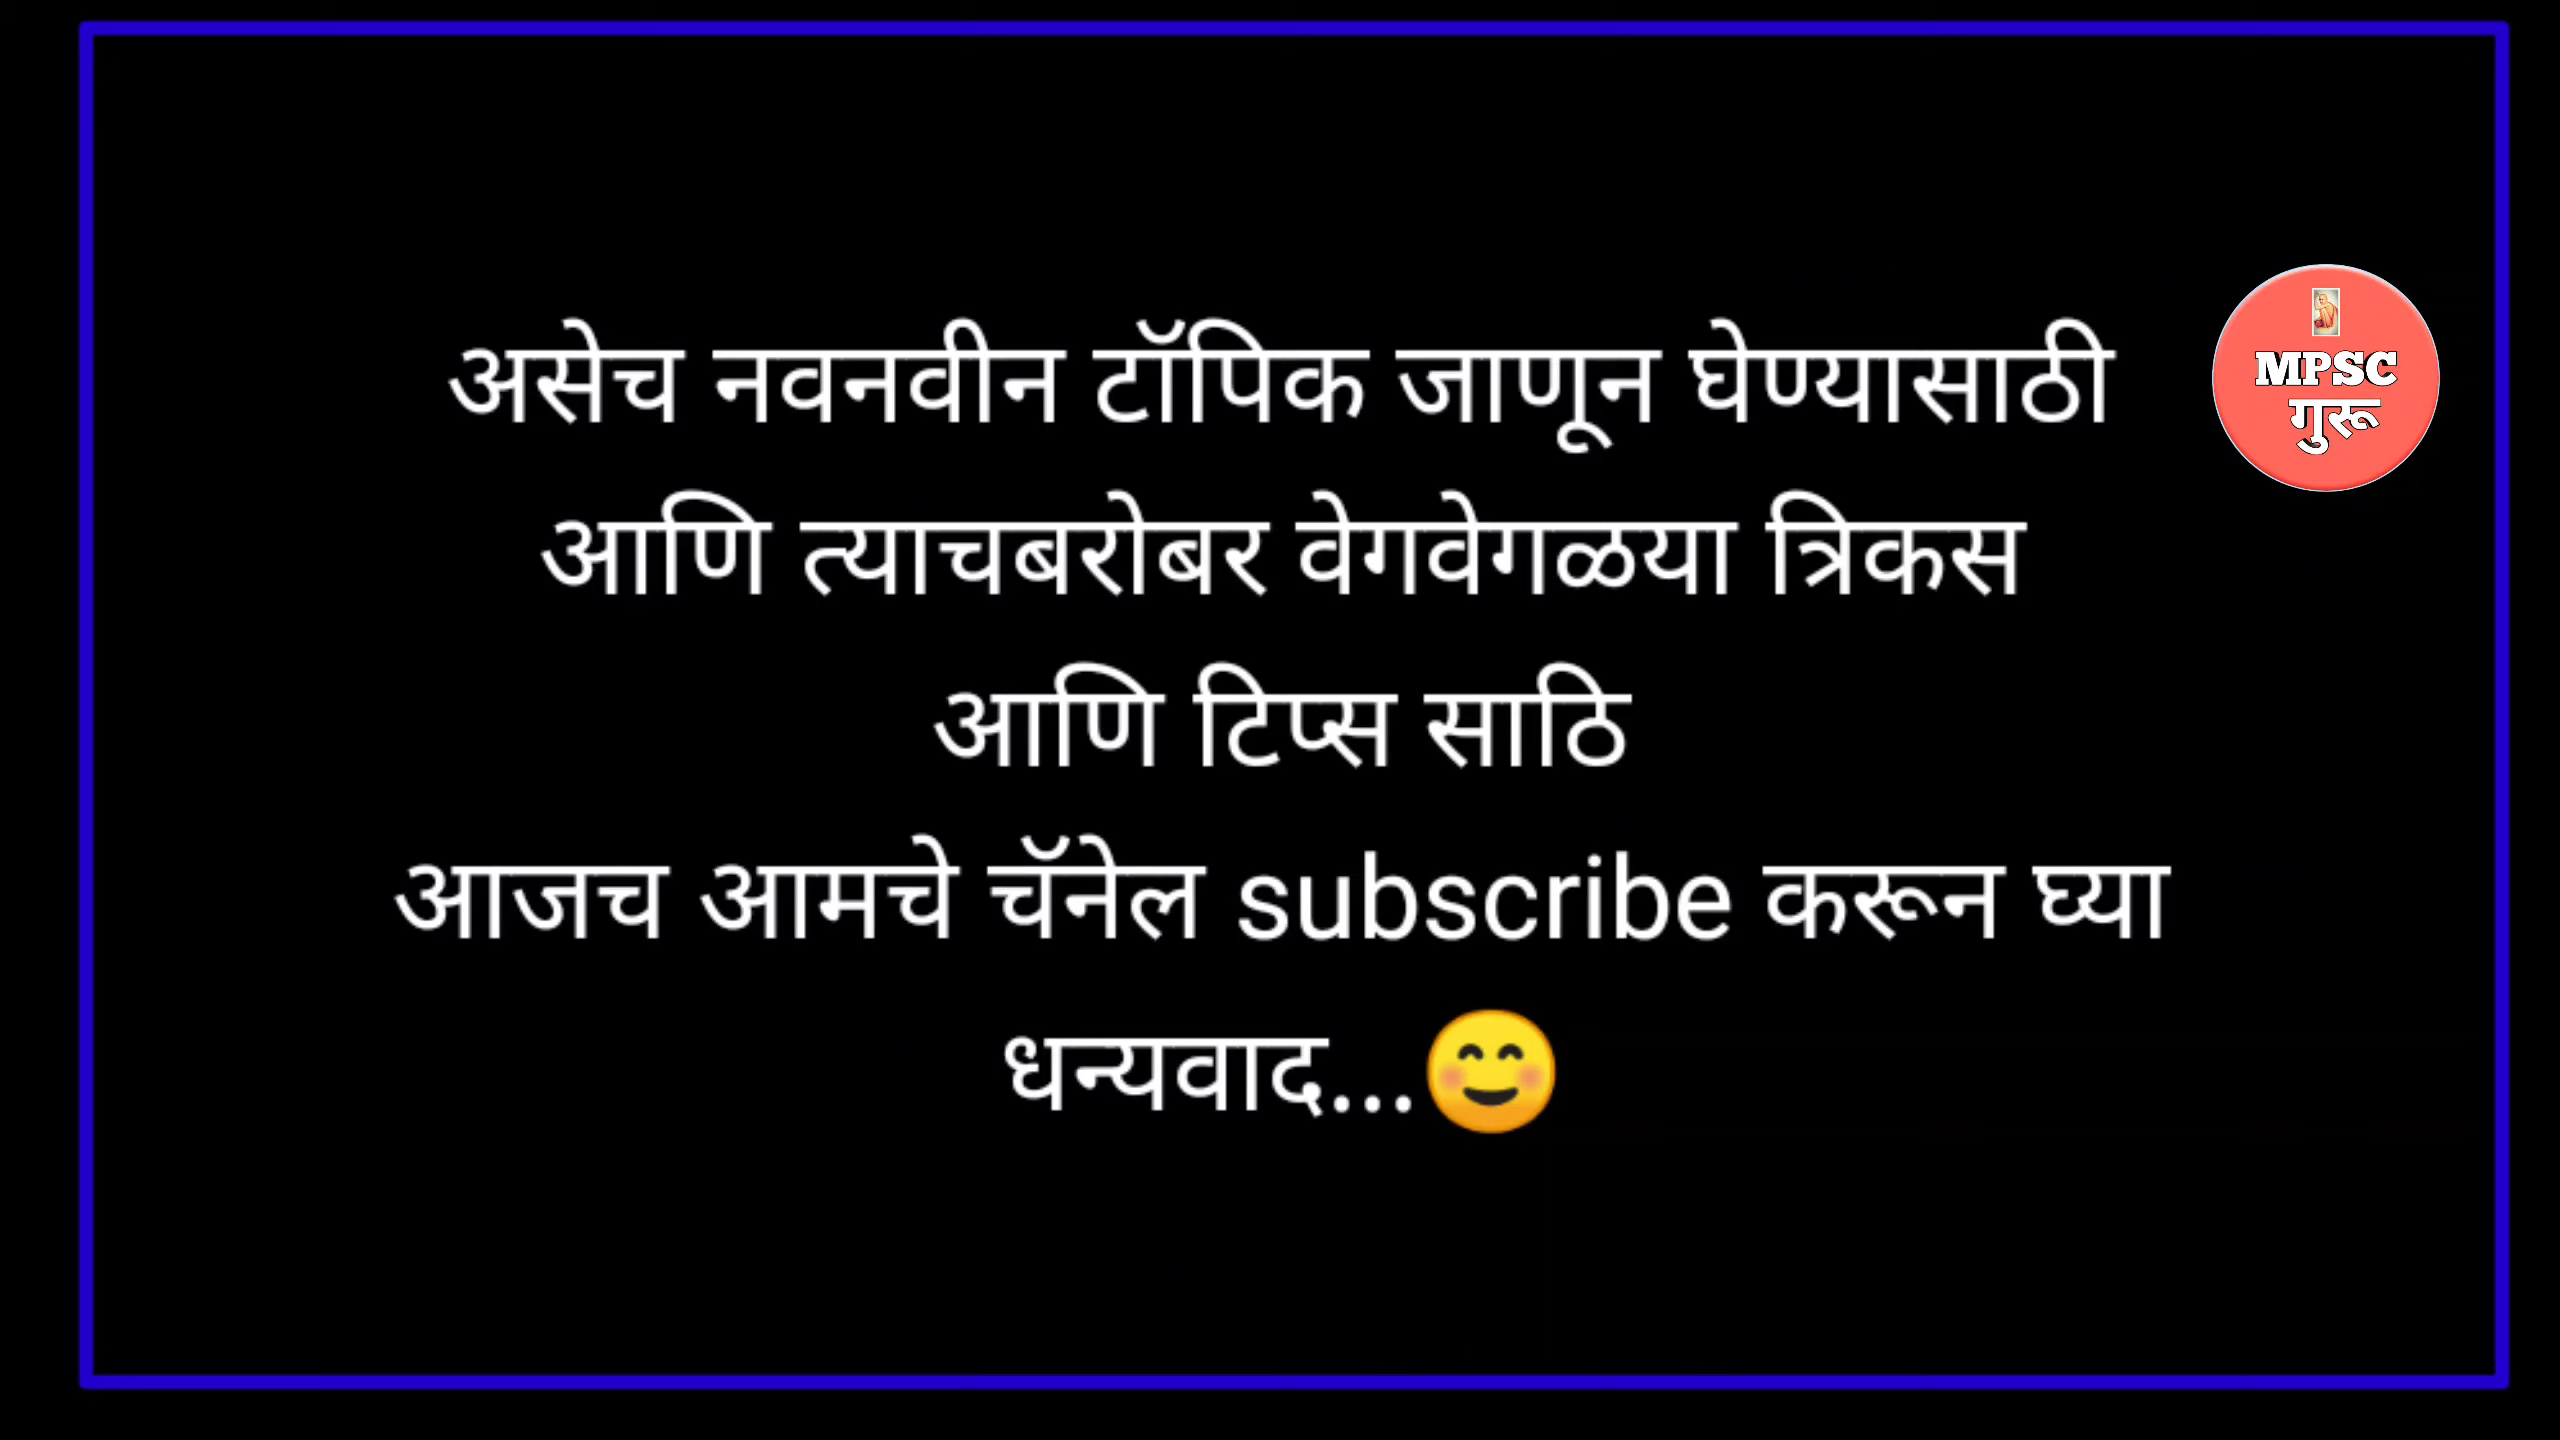 असेच नवनवीन टॉपिक जाणून घेण्यासाठी
MPSC
गुरू
आणि त्याचबरोबर वेगवेगळया त्रिकस
आणि टिप्स साठि
आजच आमचे चॅनेल subscribe करून घ्या
धन्यवाद...😊